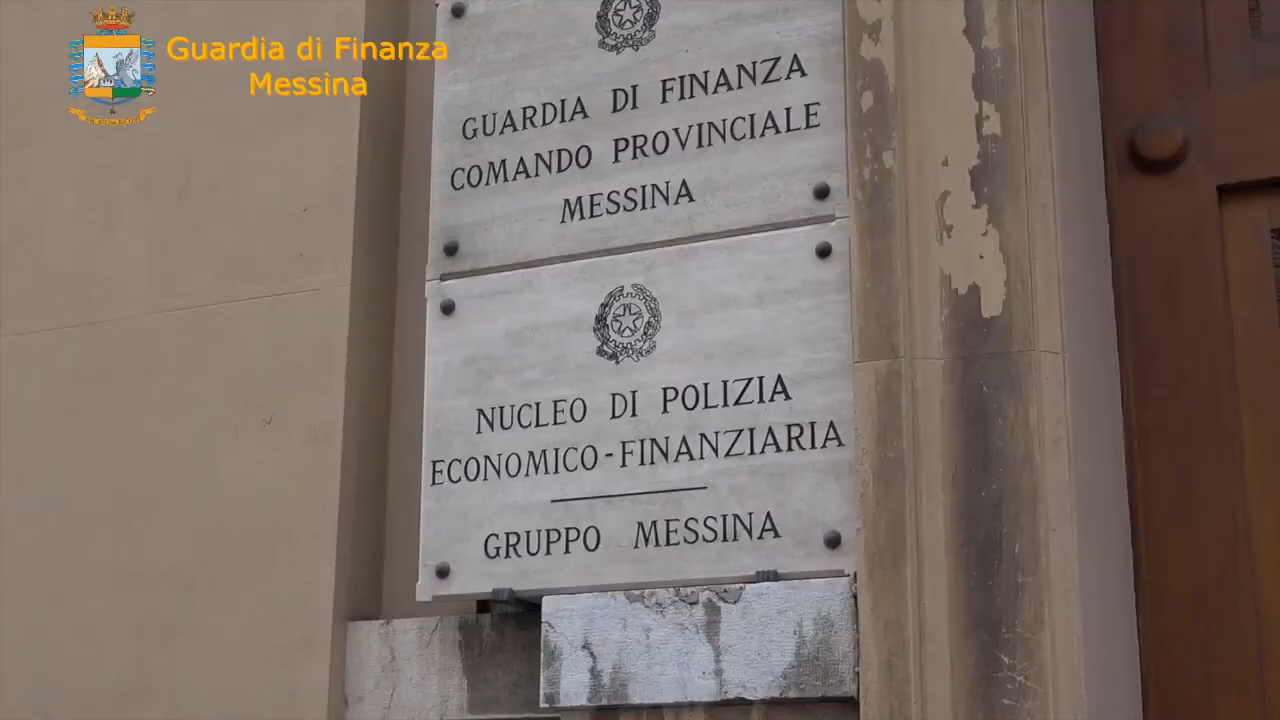 Guardia di Finanza
Messina
GUARDIA DI FINANZA
COMANDO PROVINCIALE
MESSINA
NUCLEO DI POLIZIA
ECONOMICO-FINANZIARIA
GRUPPO MESSINA